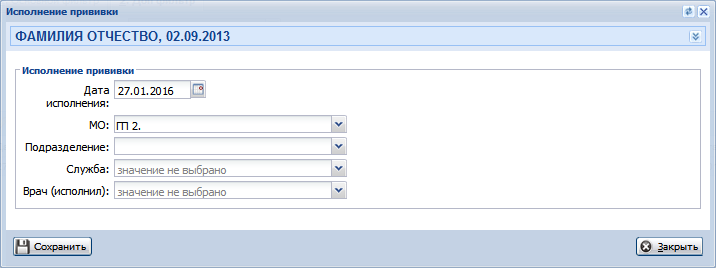 Исполнение прививки
ФАМИЛИЯ ОТЧЕСТВО, 02.09.2013
Исполнение прививки
Дата исполнения: 27.01.2016
МО: ГП 2.
Подразделение:
Служба: значение не выбрано
Врач (исполнил): значение не выбрано
Сохранить Закрыть